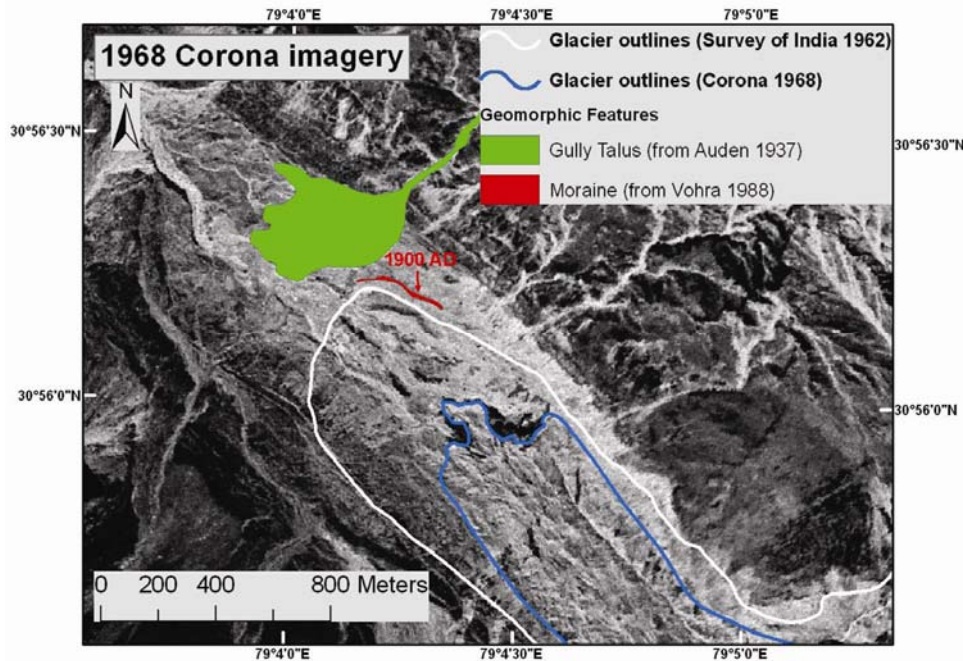 79°4'0"E
79°4'30"E
79°5'0"E
1968 Corona imagery
N
Glacier outlines (Survey of India 1962)
Glacier outlines (Corona 1968)
Geomorphic Features
Gully Talus (from Auden 1937)
Moraine (from Vohra 1988)
30°56'30"N
30°56'30"N
1900 AD
30°56'0"N
30°56'0"N
0 200 400 800 Meters
79°4'0"E
79°4'30"E
79°5'0"E